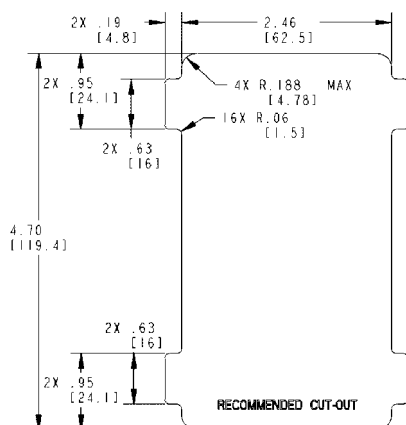 2X .19
[4.8]
2.46
[62.5]
2X .95
[24.1]
4X R.188 MAX
[4.78]
16X R.06
[1.5]
2X .63
[16]
4.70
[119.4]
2X .63
[16]
2X .95
[24.1]
RECOMMENDED CUT-OUT